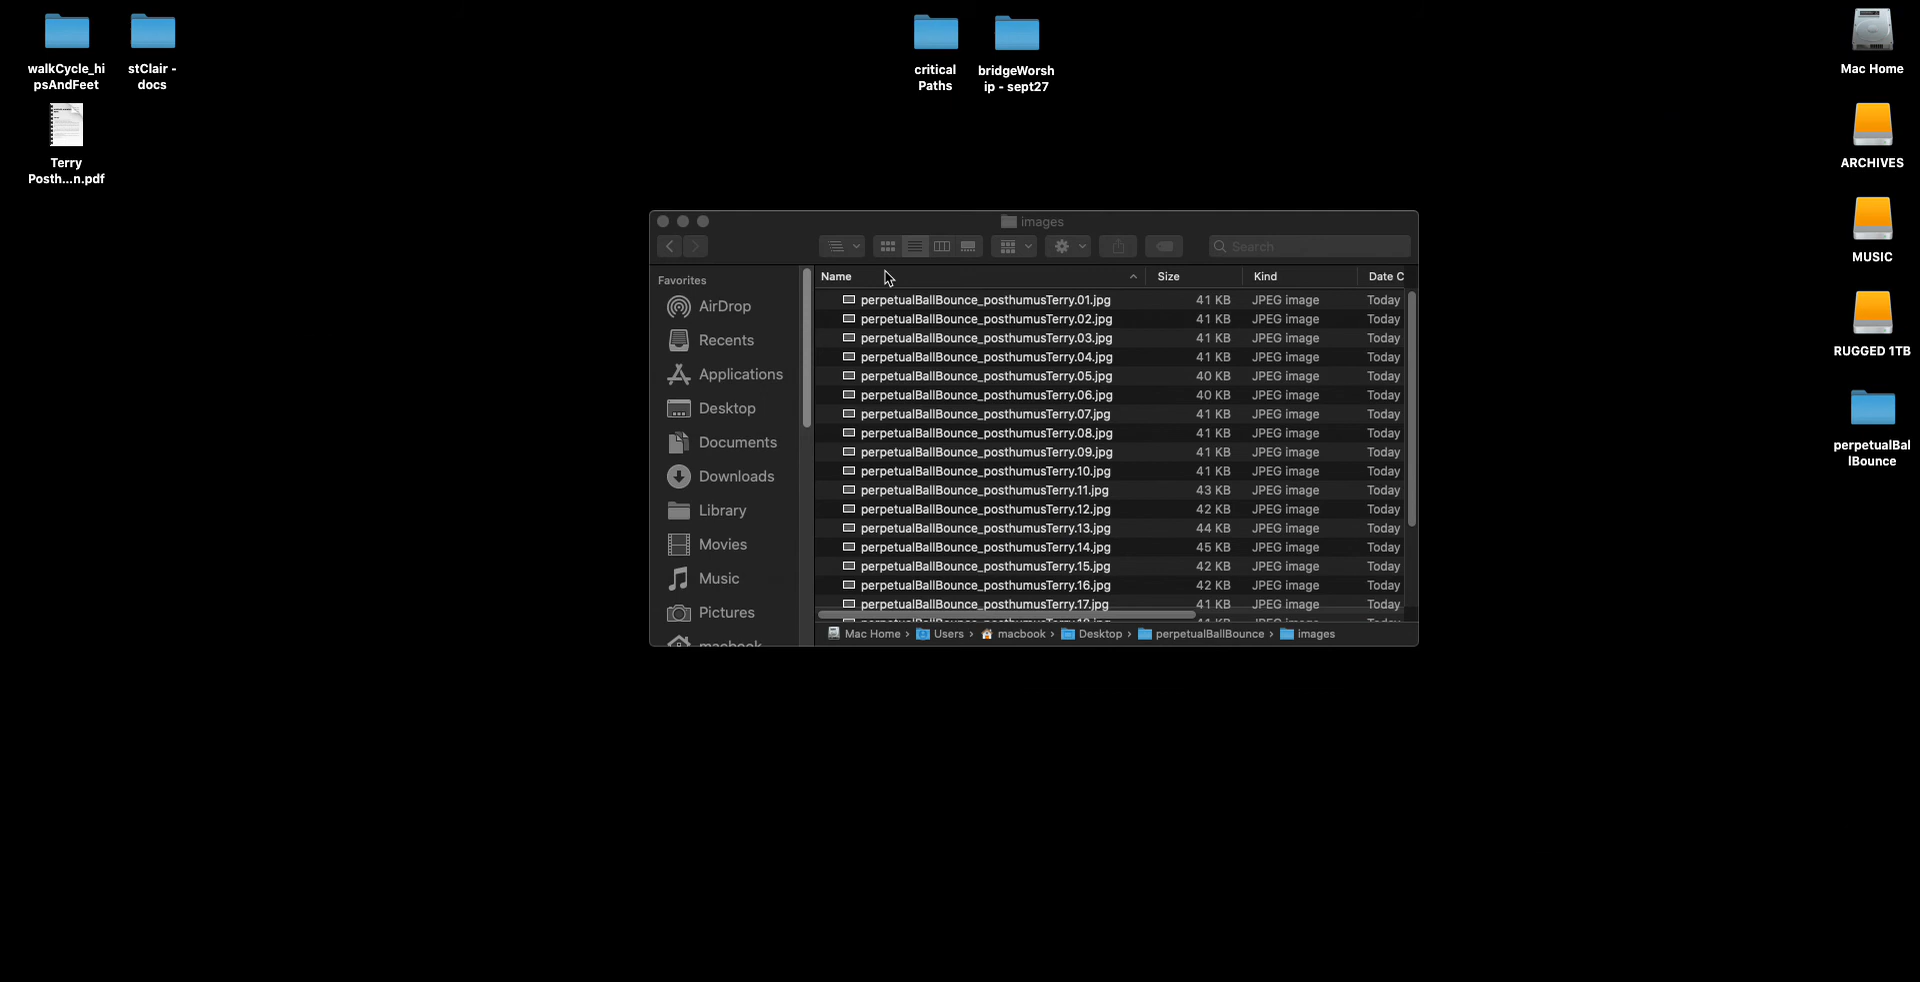 walkCycle_hi
psAndFeet
stClair -
docs
critical
Paths
bridgeWorsh
ip - sept27
Mac Home
Terry
Posth...n.pdf
ARCHIVES
MUSIC
RUGGED 1TB
perpetualBal
lBounce
images
Search
Favorites
AirDrop
Recents
Applications
Desktop
Documents
Downloads
Library
Movies
Music
Pictures
macbook
Name Size Kind Date C
perpetualBallBounce_posthumusTerry.01.jpg 41 KB JPEG image Today
perpetualBallBounce_posthumusTerry.02.jpg 41 KB JPEG image Today
perpetualBallBounce_posthumusTerry.03.jpg 41 KB JPEG image Today
perpetualBallBounce_posthumusTerry.04.jpg 41 KB JPEG image Today
perpetualBallBounce_posthumusTerry.05.jpg 40 KB JPEG image Today
perpetualBallBounce_posthumusTerry.06.jpg 40 KB JPEG image Today
perpetualBallBounce_posthumusTerry.07.jpg 41 KB JPEG image Today
perpetualBallBounce_posthumusTerry.08.jpg 41 KB JPEG image Today
perpetualBallBounce_posthumusTerry.09.jpg 41 KB JPEG image Today
perpetualBallBounce_posthumusTerry.10.jpg 41 KB JPEG image Today
perpetualBallBounce_posthumusTerry.11.jpg 43 KB JPEG image Today
perpetualBallBounce_posthumusTerry.12.jpg 42 KB JPEG image Today
perpetualBallBounce_posthumusTerry.13.jpg 44 KB JPEG image Today
perpetualBallBounce_posthumusTerry.14.jpg 45 KB JPEG image Today
perpetualBallBounce_posthumusTerry.15.jpg 42 KB JPEG image Today
perpetualBallBounce_posthumusTerry.16.jpg 42 KB JPEG image Today
perpetualBallBounce_posthumusTerry.17.jpg 41 KB JPEG image Today
Mac Home › Users › macbook › Desktop › perpetualBallBounce › images